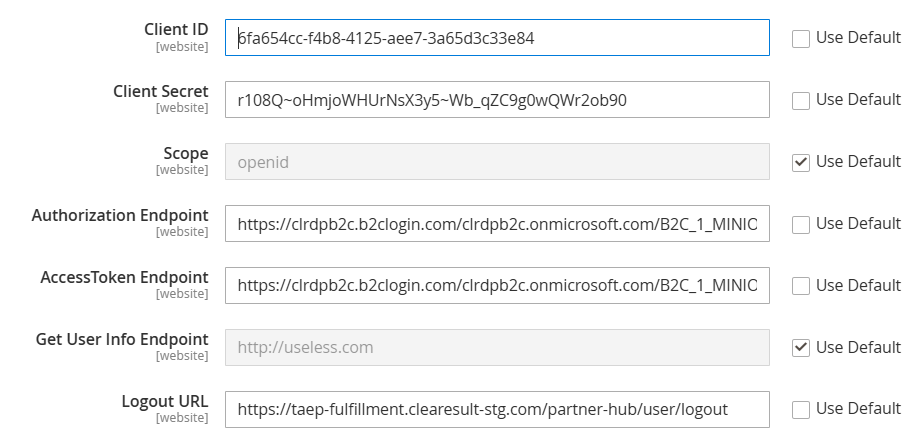 Client ID 6fa654cc-f4b8-4125-aee7-3a65d3c33e84 Use Default
[website]
Client Secret r108Q~oHmjoWHUrNsX3y5~Wb_qZC9g0wQWr2ob90 Use Default
[website]
Scope openid Use Default
[website]
Authorization Endpoint https://clrdpb2c.b2clogin.com/clrdpb2c.onmicrosoft.com/B2C_1_MINIO Use Default
[website]
AccessToken Endpoint https://clrdpb2c.b2clogin.com/clrdpb2c.onmicrosoft.com/B2C_1_MINIO Use Default
[website]
Get User Info Endpoint http://useless.com Use Default
[website]
Logout URL https://taep-fulfillment.clearesult-stg.com/partner-hub/user/logout Use Default
[website]